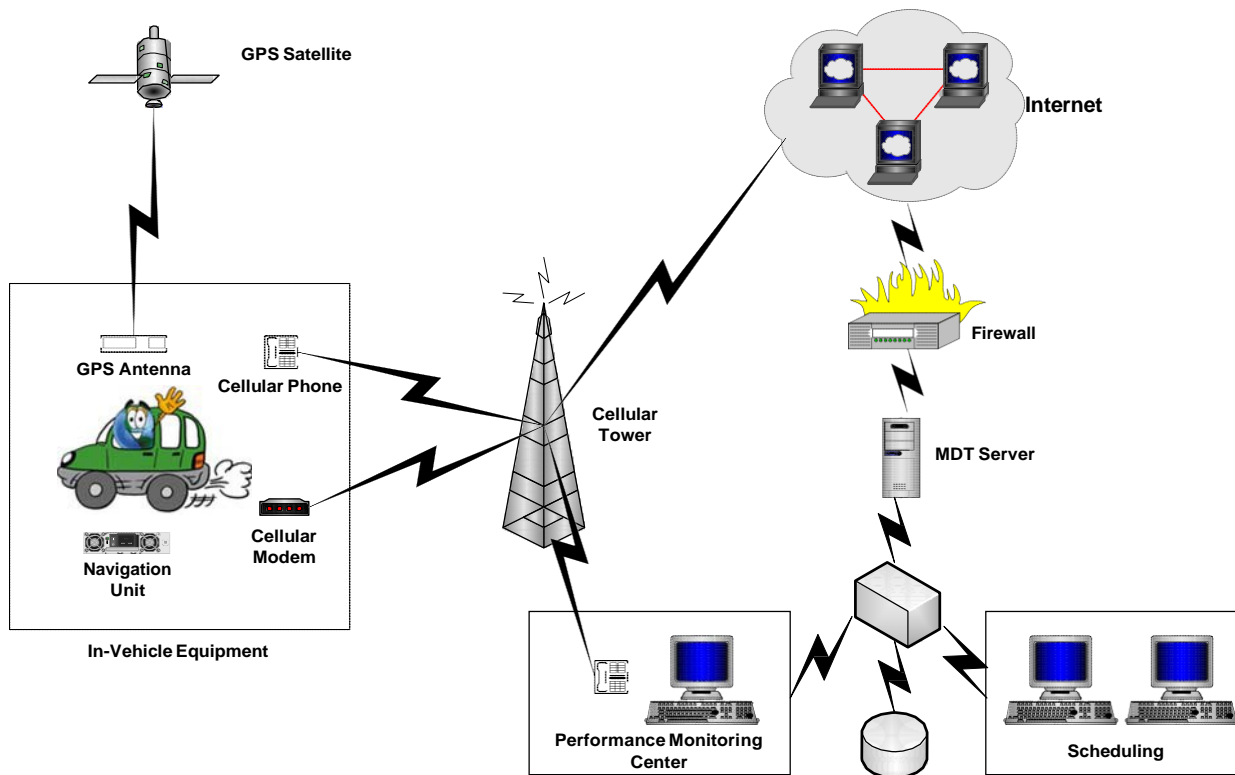 GPS Satellite
Internet
GPS Antenna
Cellular Phone
Firewall
Cellular
Tower
MDT Server
Cellular
Modem
Navigation
Unit
In-Vehicle Equipment
Performance Monitoring
Center
Scheduling